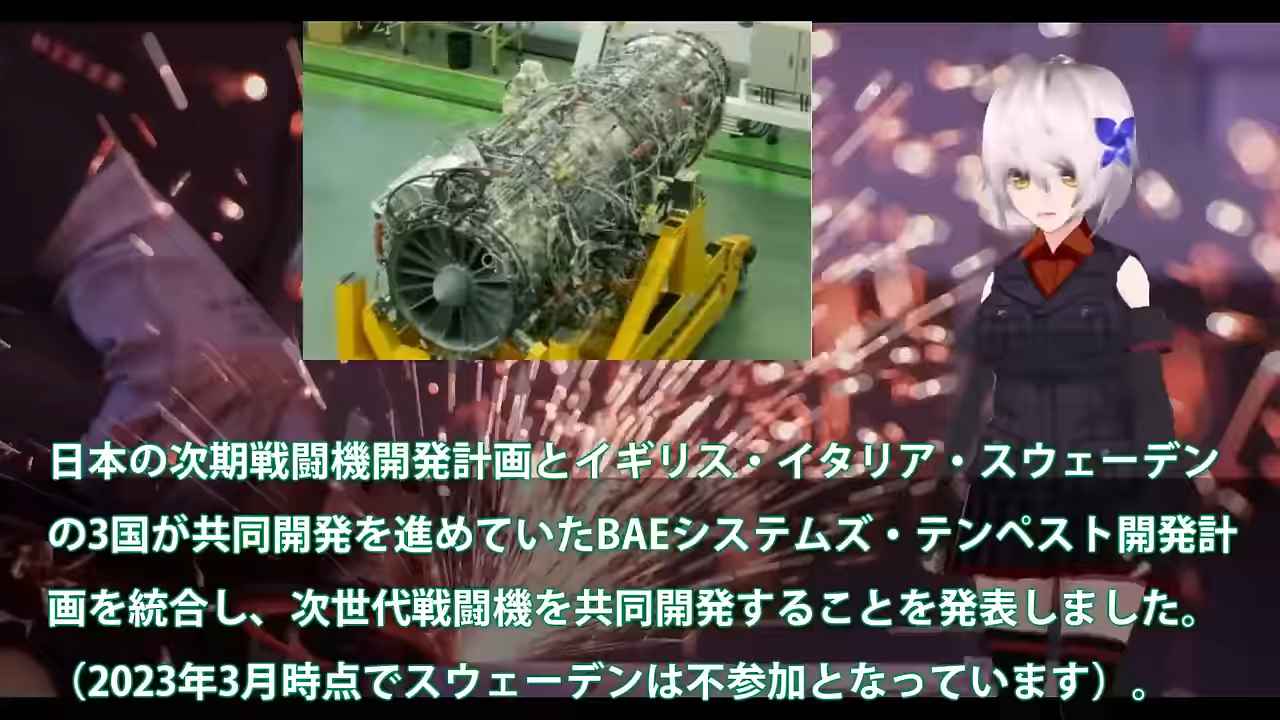 日本の次期戦闘機開発計画とイギリス・イタリア・スウェーデン
の3国が共同開発を進めていたBAEシステムズ・テンペスト開発計
画を統合し、次世代戦闘機を共同開発することを発表しました。
（2023年3月時点でスウェーデンは不参加となっています）。